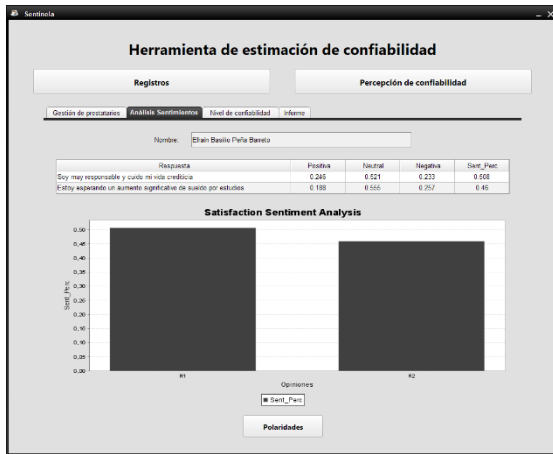 Sentinela
Herramienta de estimación de confiabilidad
Registros Percepción de confiabilidad
Gestión de prestatarios Análisis Sentimientos Nivel de confiabilidad Informe
Nombre: Efraín Basilio Peña Barreto
Respuesta Positiva Neutral Negativa Sent_Perc
Soy muy responsable y cuido mi vida crediticia 0.246 0.521 0.233 0.508
Estoy esperando un aumento significativo de sueldo por estudios 0.188 0.555 0.257 0.46
Satisfaction Sentiment Analysis
0,50
0,45
0,40
0,35
0,30
0,25
0,20
0,15
0,10
0,05
0,00
Sent_Perc
R1 R2
Opiniones
Sent_Perc
Polaridades